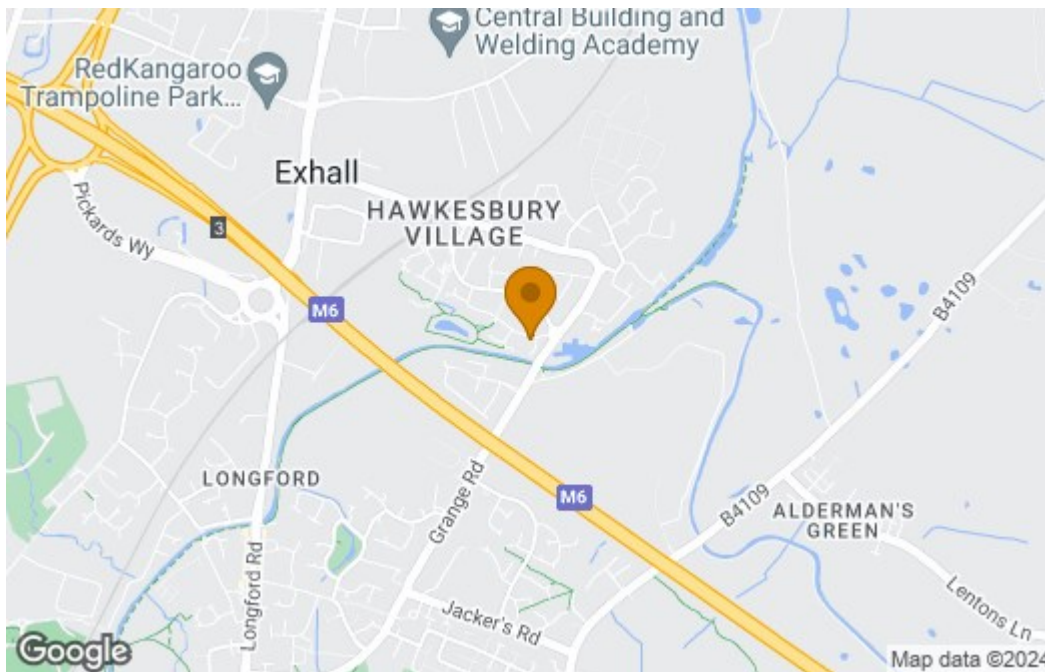 Central Building and
Welding Academy
RedKangaroo
Trampoline Park...
Exhall
HAWKESBURY
VILLAGE
Pickards Wy
3
M6
B4109
LONGFORD
Grange Rd
M6
B4109
ALDERMAN'S
GREEN
Longford Rd
Jacker's Rd
Lentons Ln
Google
Map data ©2024